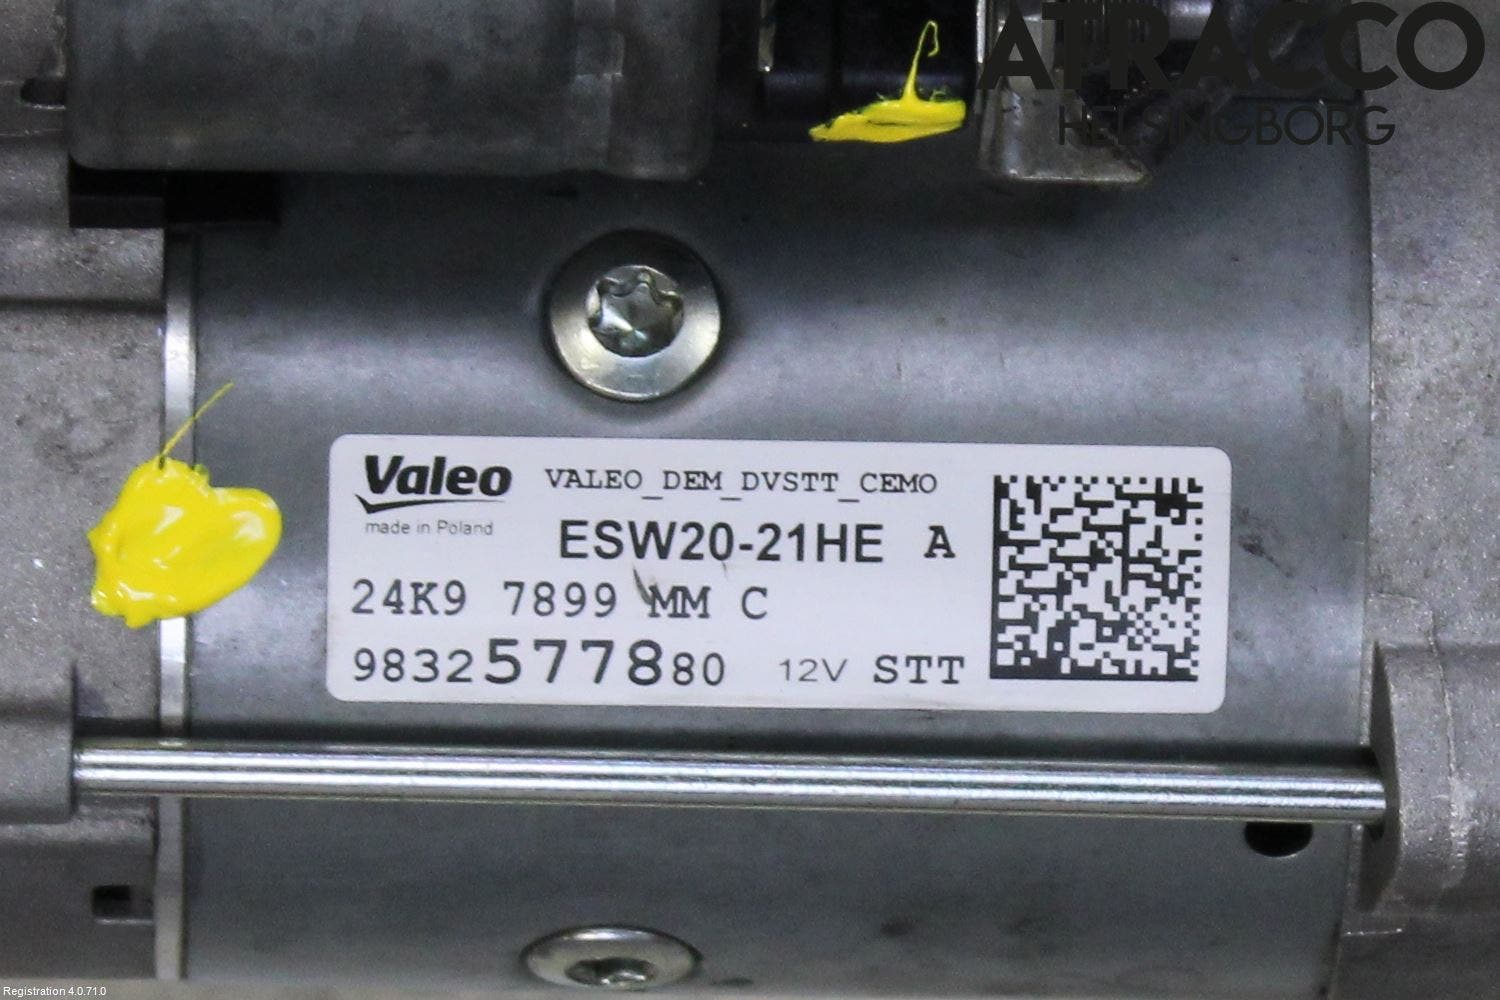 ATRACCO
HELSINGBORG
Valeo
made in Poland
VALEO_DEM_DVSTT_CEMO
ESW20-21HE A
24K9 7899 MM C
9832577880 12V STT
Registration 4.0.71.0